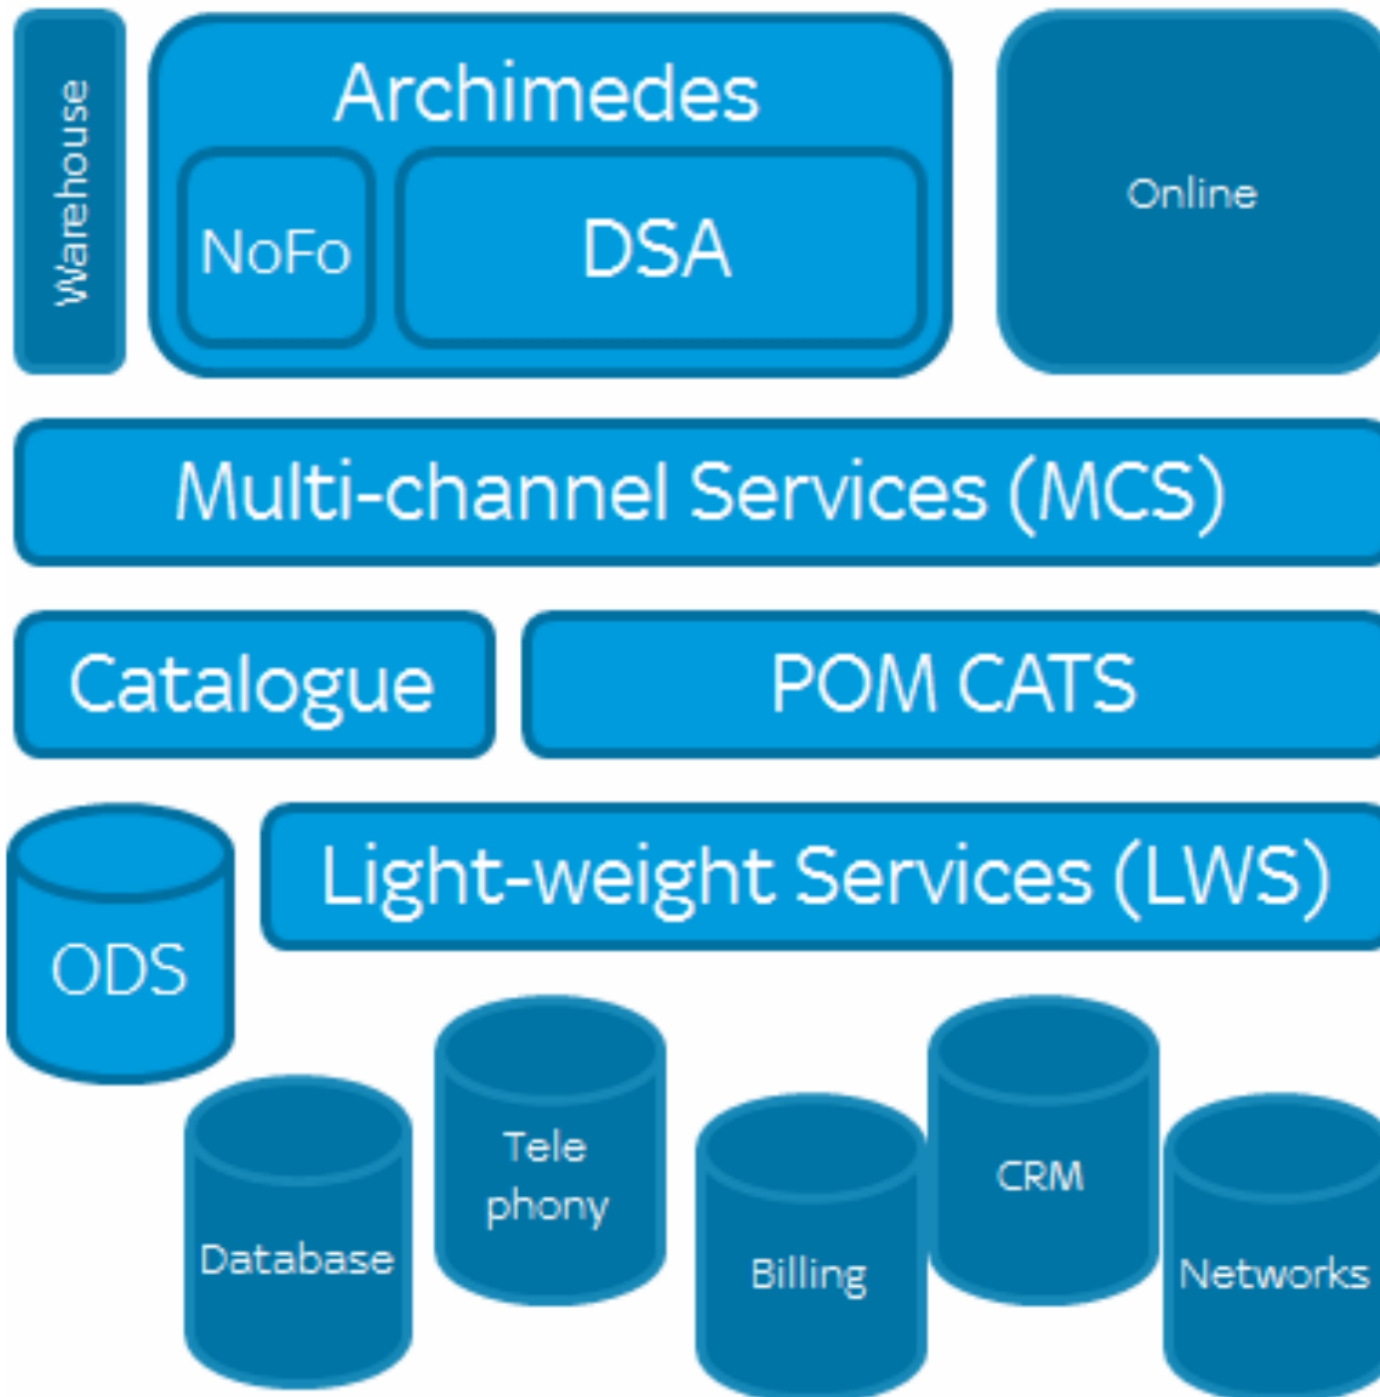 Warehouse
Archimedes
NoFo
DSA
Online
Multi-channel Services (MCS)
Catalogue
POM CATS
Light-weight Services (LWS)
ODS
Tele
phony
CRM
Database
Billing
Networks